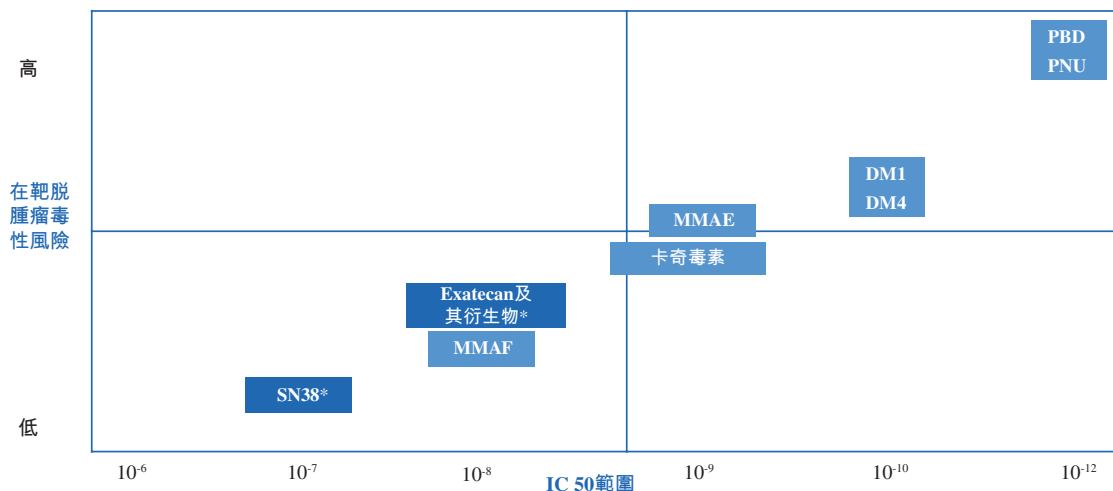 高
在靶脱
腫瘤毒
性風險
低
PBD
PNU
DM1
DM4
MMAE
卡奇毒素
Exatecan及
其衍生物*
MMAF
SN38*
10-6
10-7
10-8
10-9
10-10
10-12
IC 50範圍